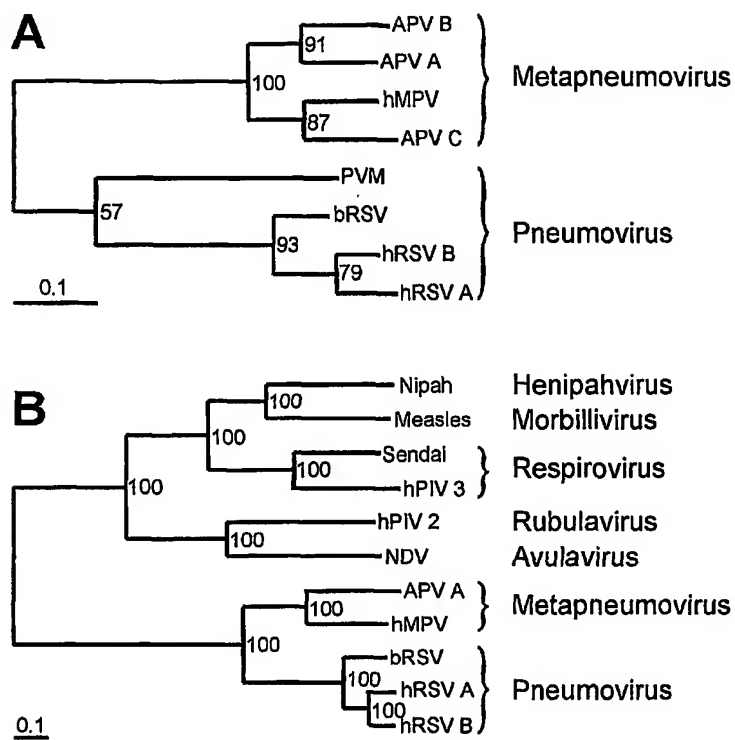 A
APV B
91
APV A
100
Metapneumovirus
hMPV
87
APV C
PVM
57
bRSV
Pneumovirus
93
hRSV B
79
hRSV A
0.1
B
Nipah Henipahvirus
100
Measles Morbillivirus
100
Sendai
100 Respirovirus
hPIV 3
100
hPIV 2 Rubulavirus
100
NDV Avulavirus
APV A
100 Metapneumovirus
hMPV
100
bRSV
100
hRSV A Pneumovirus
100
hRSV B
0.1